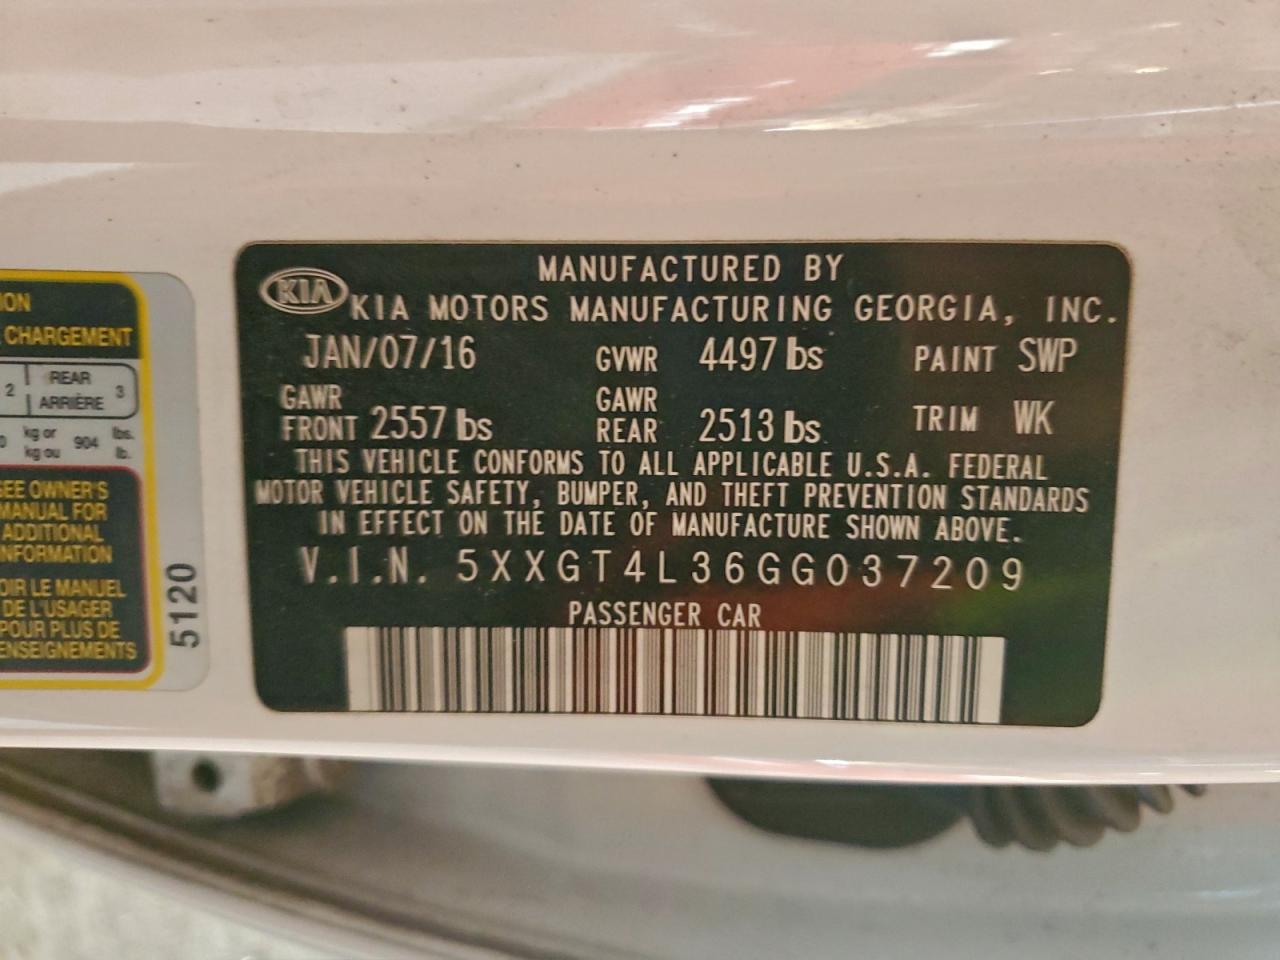 MANUFACTURED BY
KIA
KIA MOTORS MANUFACTURING GEORGIA, INC.
JAN/07/16 GVWR 4497 lbs PAINT SWP
GAWR FRONT 2557 lbs GAWR REAR 2513 lbs TRIM WK
THIS VEHICLE CONFORMS TO ALL APPLICABLE U.S.A. FEDERAL
MOTOR VEHICLE SAFETY, BUMPER, AND THEFT PREVENTION STANDARDS
IN EFFECT ON THE DATE OF MANUFACTURE SHOWN ABOVE.
V.I.N. 5XXGT4L36GG037209
PASSENGER CAR
CHARGEMENT
2 REAR ARRIÈRE 3
kg or kg ou 904 lbs. lb.
SEE OWNER'S
MANUAL FOR
ADDITIONAL
INFORMATION
LE MANUEL
DE L'USAGER
POUR PLUS DE
5120